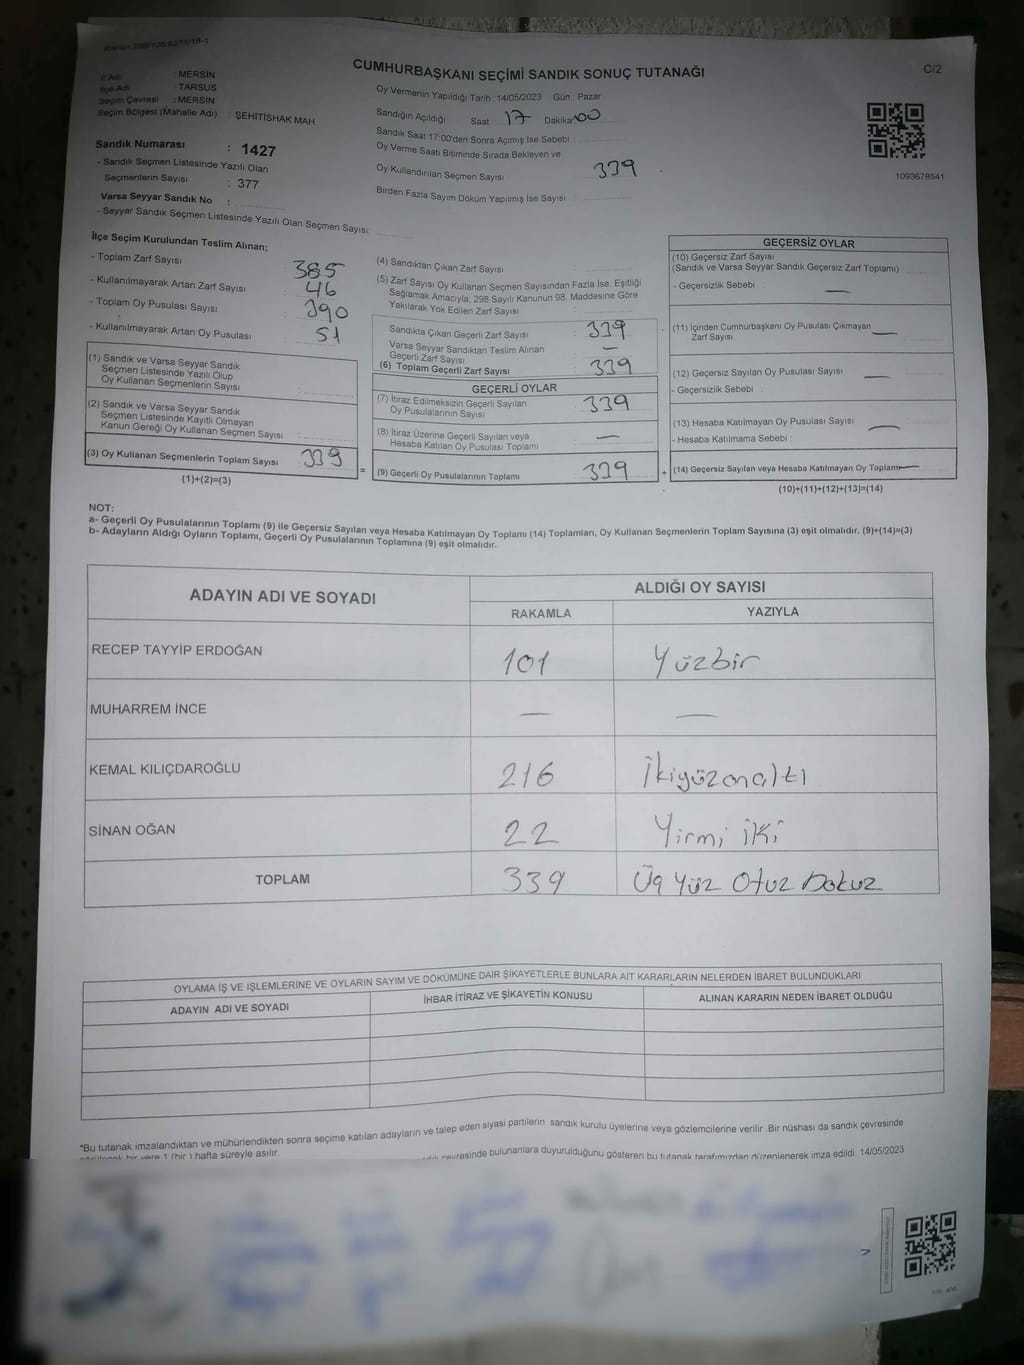 C/2
CUMHURBAŞKANI SEÇİMİ SANDIK SONUÇ TUTANAĞI
İl Adı : MERSİN
İlçe Adı : TARSUS
Seçim Çevresi : MERSİN
Seçim Bölgesi (Mahalle Adı) : ŞEHITİSHAK MAH.
Sandık Numarası : 1427
- Sandık Seçmen Listesinde Yazılı Olan
Seçmenlerin Sayısı : 377
Varsa Seyyar Sandık No :
- Seyyar Sandık Seçmen Listesinde Yazılı Olan Seçmen Sayısı:
Oy Vermenin Yapıldığı Tarih :14/05/2023 Gün : Pazar
Sandığın Açıldığı Saat : 17 Dakika: 00
Sandık Saat 17:00'den Sonra Açımış İse Sebebi :
Oy Verme Saati Bitiminde Sırada Bekleyen ve
Oy Kullandırılan Seçmen Sayısı : 339
Birden Fazla Sayım Döküm Yapılmış İse Sayısı :
1093678541
İlçe Seçim Kurulundan Teslim Alınan;
- Toplam Zarf Sayısı : 385
- Kullanılmayarak Artan Zarf Sayısı : 46
- Toplam Oy Pusulası Sayısı : 390
- Kullanılmayarak Artan Oy Pusulası : 51
(1) Sandık ve Varsa Seyyar Sandık
Seçmen Listesinde Yazılı Olup
Oy Kullanan Seçmenlerin Sayısı :
(2) Sandık ve Varsa Seyyar Sandık
Seçmen Listesinde Kayıtlı Olmayan
Kanun Gereği Oy Kullanan Seçmen Sayısı :
(3) Oy Kullanan Seçmenlerin Toplam Sayısı : 339
(1)+(2)=(3)
=
(4) Sandıktan Çıkan Zarf Sayısı :
(5) Zarf Sayısı Oy Kullanan Seçmen Sayısından Fazla İse, Eşitliği
Sağlamak Amacıyla, 298 Sayılı Kanunun 98. Maddesine Göre
Yakılarak Yok Edilen Zarf Sayısı :
Sandıkta Çıkan Geçerli Zarf Sayısı : 339
Varsa Seyyar Sandıktan Teslim Alınan
Geçerli Zarf Sayısı : —
(6) Toplam Geçerli Zarf Sayısı : 339
GEÇERLİ OYLAR
(7) İtiraz Edilmeksizin Geçerli Sayılan
Oy Pusulalarının Sayısı : 339
(8) İtiraz Üzerine Geçerli Sayılan veya
Hesaba Katılan Oy Pusulası Toplamı : —
(9) Geçerli Oy Pusulalarının Toplamı : 339
+
GEÇERSİZ OYLAR
(10) Geçersiz Zarf Sayısı
(Sandık ve Varsa Seyyar Sandık Geçersiz Zarf Toplamı)
- Geçersizlik Sebebi : —
(11) İçinden Cumhurbaşkanı Oy Pusulası Çıkmayan —
Zarf Sayısı
(12) Geçersiz Sayılan Oy Pusulası Sayısı —
- Geçersizlik Sebebi :
(13) Hesaba Katılmayan Oy Pusulası Sayısı —
- Hesaba Katılmama Sebebi :
(14) Geçersiz Sayılan veya Hesaba Katılmayan Oy Toplamı —
(10)+(11)+(12)+(13)=(14)
NOT:
a- Geçerli Oy Pusulalarının Toplamı (9) ile Geçersiz Sayılan veya Hesaba Katılmayan Oy Toplamı (14) Toplamları, Oy Kullanan Seçmenlerin Toplam Sayısına (3) eşit olmalıdır. (9)+(14)=(3)
b- Adayların Aldığı Oyların Toplamı, Geçerli Oy Pusulalarının Toplamına (9) eşit olmalıdır.
ADAYIN ADI VE SOYADI
ALDIĞI OY SAYISI
RAKAMLA YAZIYLA
RECEP TAYYİP ERDOĞAN 101 Yüzbir
MUHARREM İNCE — —
KEMAL KILIÇDAROĞLU 216 İkiyüzonaltı
SİNAN OĞAN 22 Yirmi iki
TOPLAM 339 Üç Yüz Otuz Dokuz
OYLAMA İŞ VE İŞLEMLERİNE VE OYLARIN SAYIM VE DÖKÜMÜNE DAİR ŞİKAYETLERLE BUNLARA AİT KARARLARIN NELERDEN İBARET BULUNDUKLARI
ADAYIN ADI VE SOYADI İHBAR İTİRAZ VE ŞİKAYETİN KONUSU ALINAN KARARIN NEDEN İBARET OLDUĞU
*Bu tutanak imzalandıktan ve mühürlendikten sonra seçime katılan adayların ve talep eden siyasi partilerin sandık kurulu üyelerine veya gözlemcilerine verilir. Bir nüshası da sandık çevresinde
bir yere 1 (bir ) hafta süreyle asılır.
çevresinde bulunanlara duyurulduğunu gösteren bu tutanak tarafımızdan düzenlenerek imza edildi. 14/05/2023